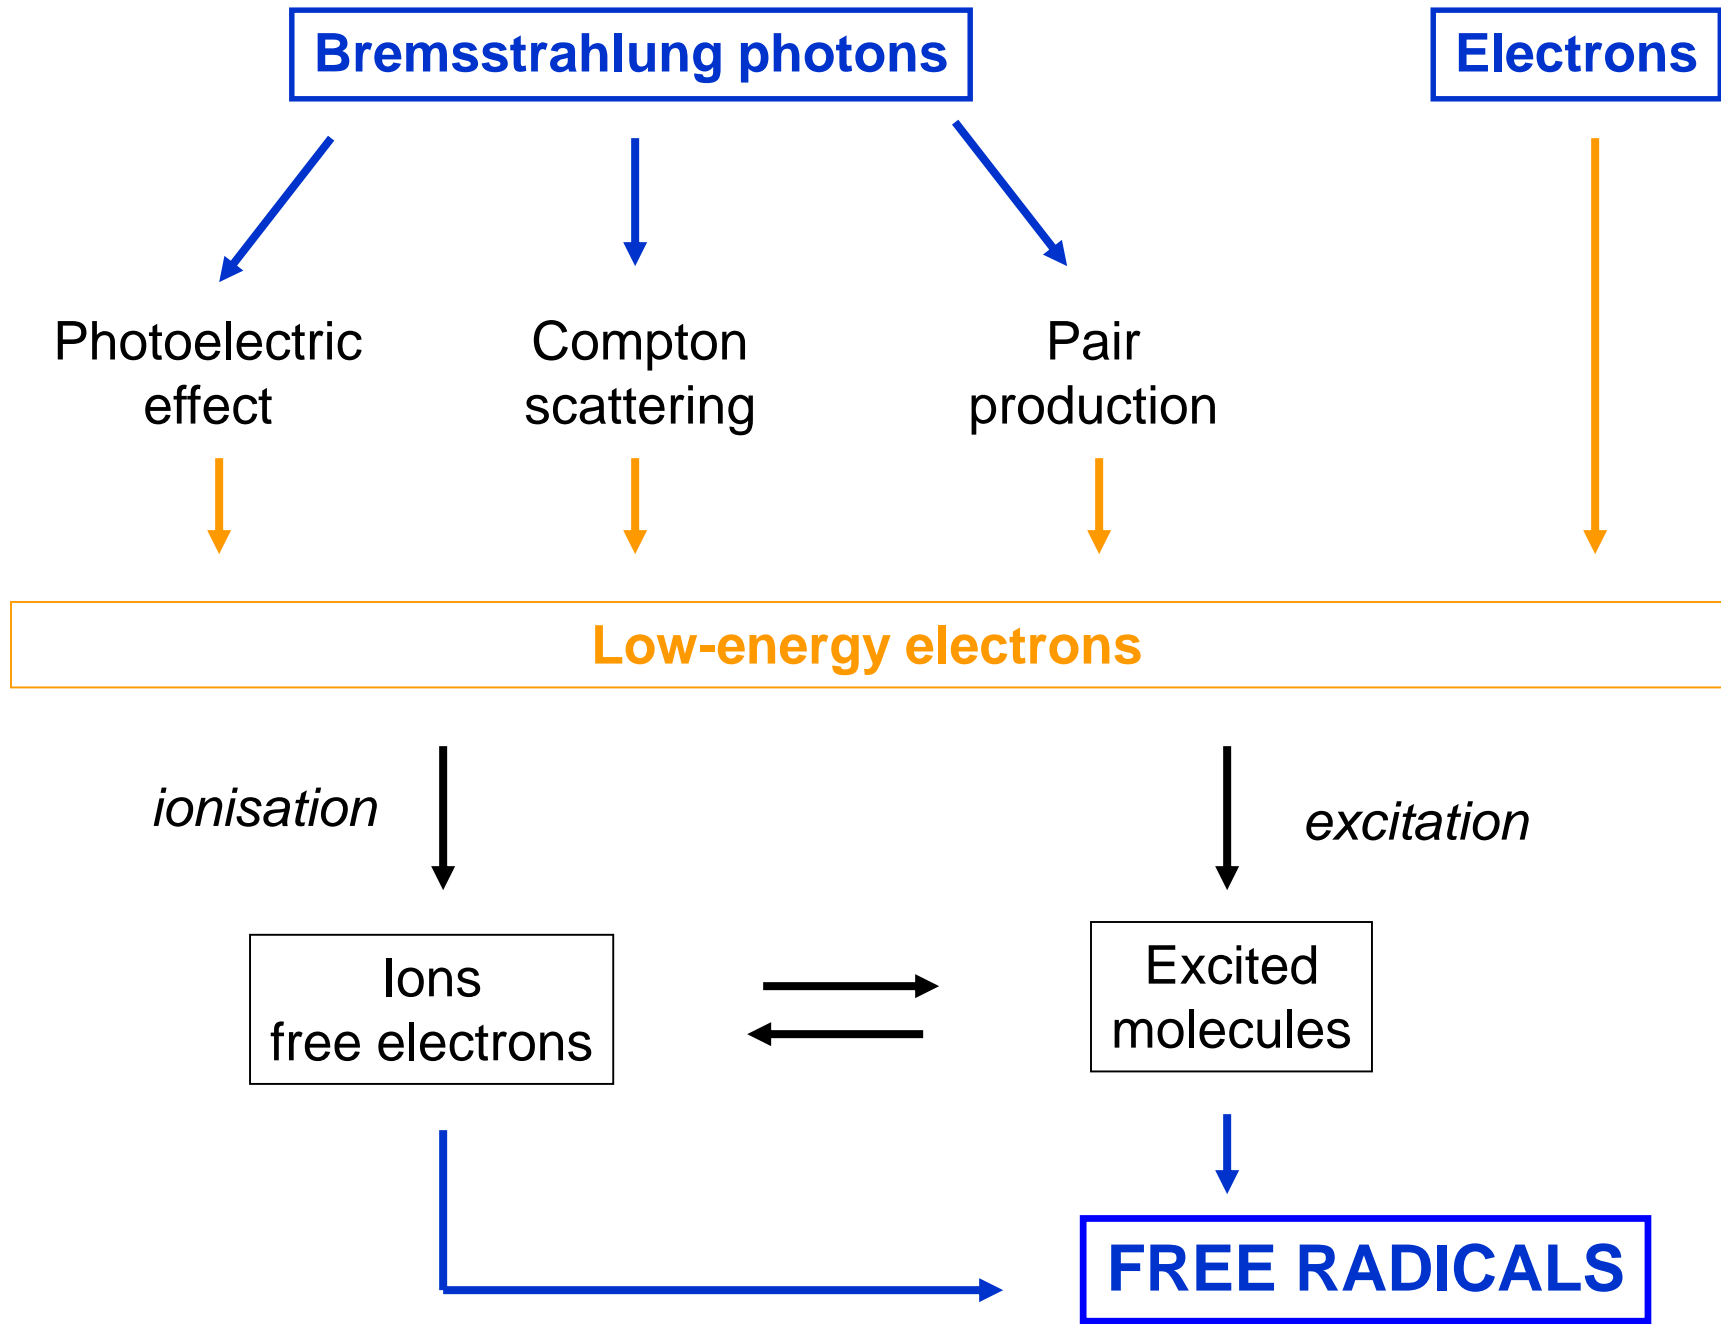 Bremsstrahlung photons
Electrons
Photoelectric
effect
Compton
scattering
Pair
production
Low-energy electrons
ionisation
excitation
Ions
free electrons
Excited
molecules
FREE RADICALS